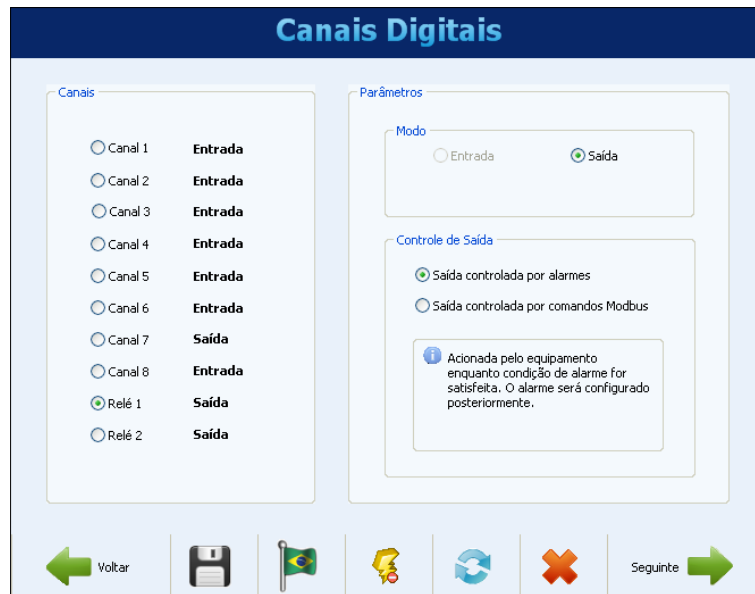 Canais Digitais
Canais
Canal 1 Entrada
Canal 2 Entrada
Canal 3 Entrada
Canal 4 Entrada
Canal 5 Entrada
Canal 6 Entrada
Canal 7 Saída
Canal 8 Entrada
Relé 1 Saída
Relé 2 Saída
Parâmetros
Modo
Entrada Saída
Controle de Saída
Saída controlada por alarmes
Saída controlada por comandos Modbus
Acionada pelo equipamento
enquanto condição de alarme for
satisfeita. O alarme será configurado
posteriormente.
Voltar
Seguinte